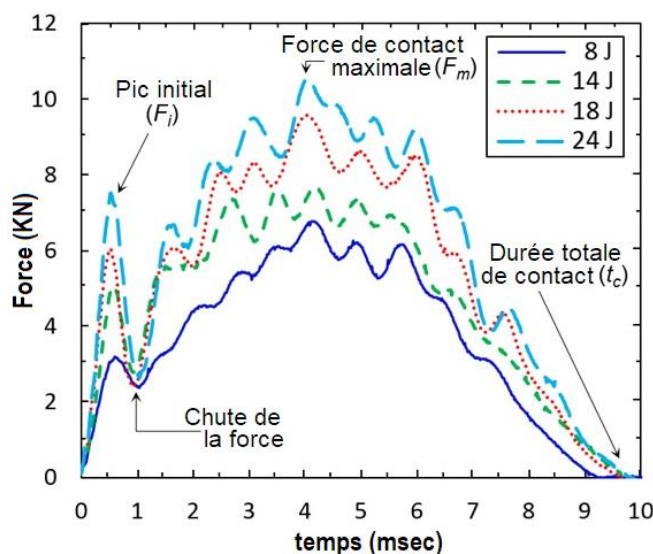 12
10
8
6
4
2
0
Force (KN)
Pic initial
(Fi)
Force de contact
maximale (Fm)
8 J
14 J
18 J
24 J
Durée totale
de contact (tc)
Chute de
la force
0 1 2 3 4 5 6 7 8 9 10
temps (msec)